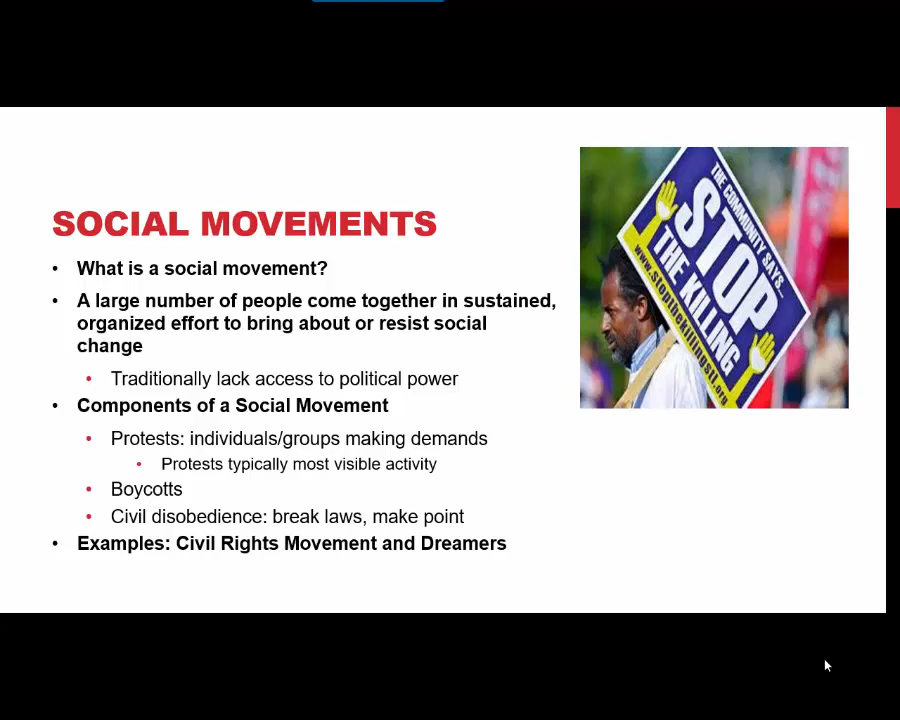 SOCIAL MOVEMENTS
• What is a social movement?
• A large number of people come together in sustained,
organized effort to bring about or resist social
change
• Traditionally lack access to political power
• Components of a Social Movement
• Protests: individuals/groups making demands
• Protests typically most visible activity
• Boycotts
• Civil disobedience: break laws, make point
• Examples: Civil Rights Movement and Dreamers
THE COMMUNITY SAYS
STOP
THE KILLING
www.stopthekillingstl.org